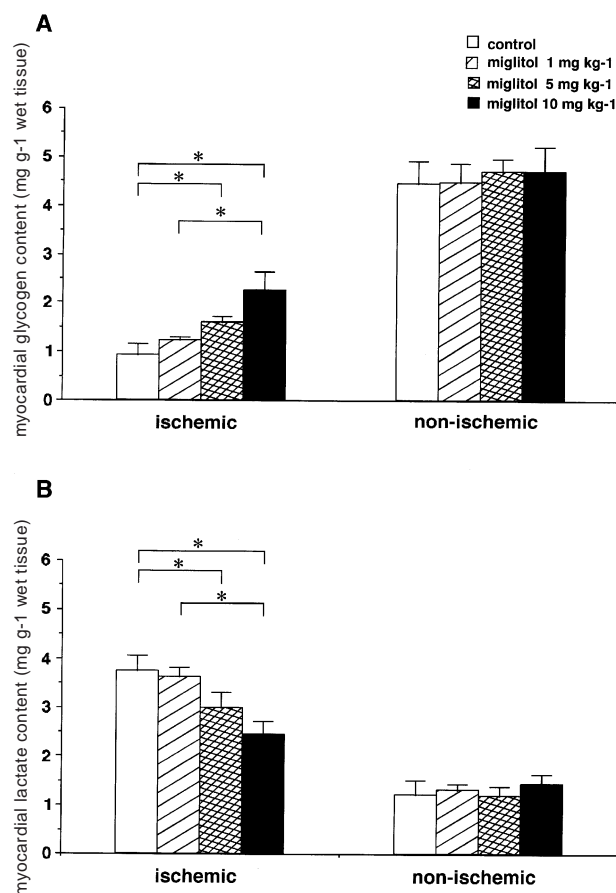 A
control
miglitol 1 mg kg-1
miglitol 5 mg kg-1
miglitol 10 mg kg-1
myocardial glycogen content (mg g-1 wet tissue)
6
5
4
3
2
1
0
*
*
*
ischemic
non-ischemic
B
myocardial lactate content (mg g-1 wet tissue)
6
5
4
3
2
1
0
*
*
*
ischemic
non-ischemic